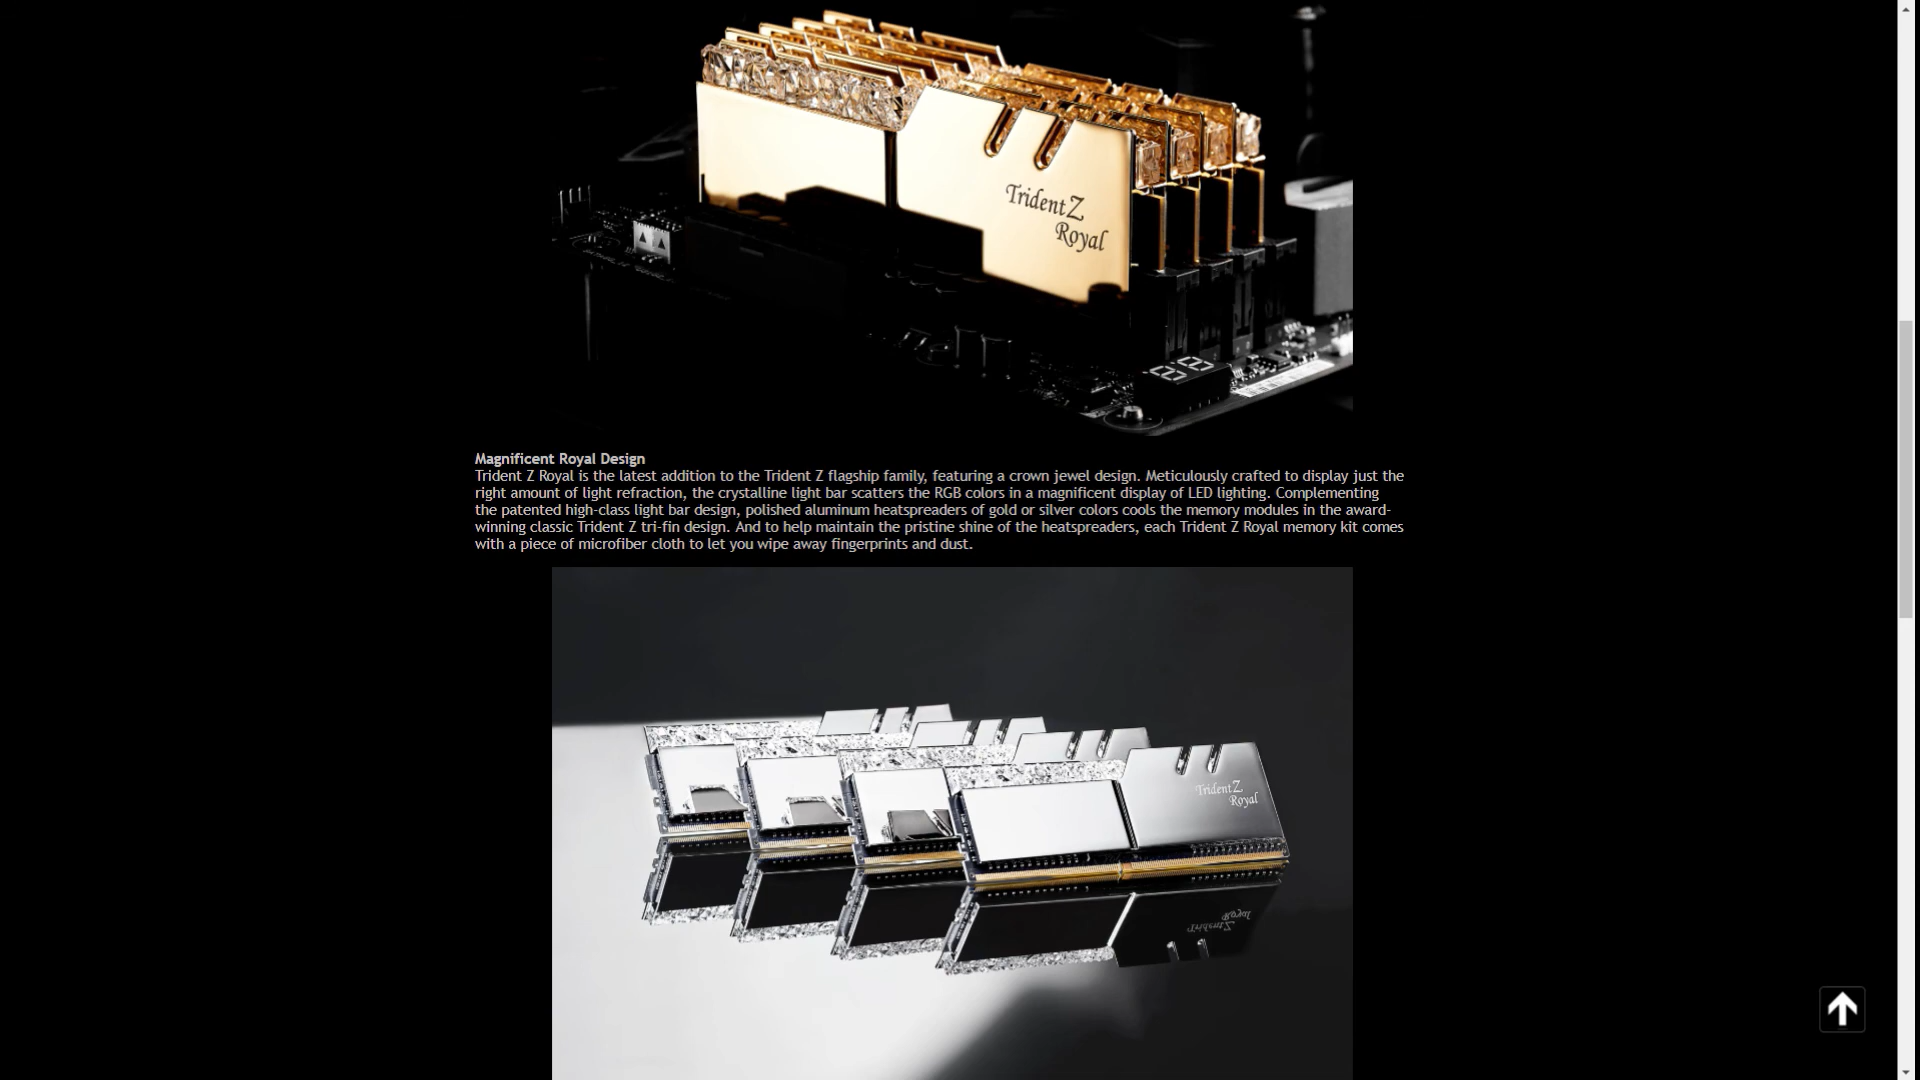 Trident Z
Royal
88
Magnificent Royal Design
Trident Z Royal is the latest addition to the Trident Z flagship family, featuring a crown jewel design. Meticulously crafted to display just the
right amount of light refraction, the crystalline light bar scatters the RGB colors in a magnificent display of LED lighting. Complementing
the patented high-class light bar design, polished aluminum heatspreaders of gold or silver colors cools the memory modules in the award-
winning classic Trident Z tri-fin design. And to help maintain the pristine shine of the heatspreaders, each Trident Z Royal memory kit comes
with a piece of microfiber cloth to let you wipe away fingerprints and dust.
Trident Z
Royal